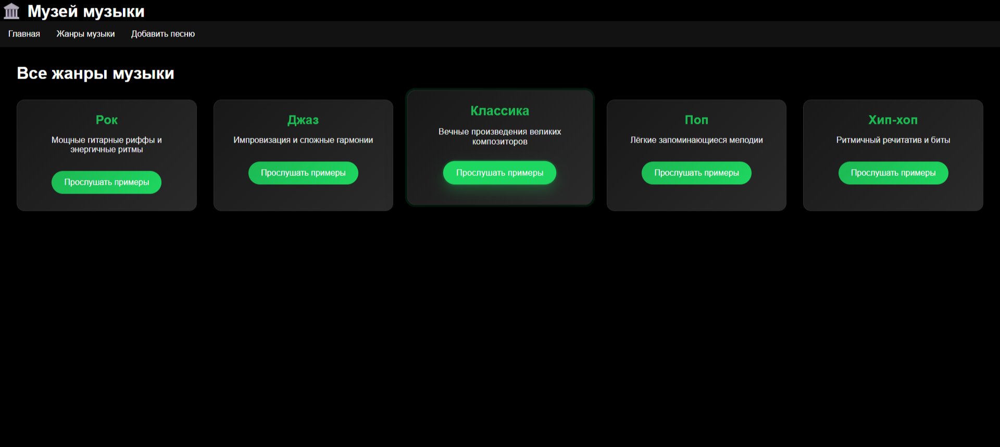 Музей музыки
Главная
Жанры музыки
Добавить песню
Все жанры музыки
Рок
Мощные гитарные риффы и
энергичные ритмы
Прослушать примеры
Джаз
Импровизация и сложные гармонии
Прослушать примеры
Классика
Вечные произведения великих
композиторов
Прослушать примеры
Поп
Лёгкие запоминающиеся мелодии
Прослушать примеры
Хип-хоп
Ритмичный речитатив и биты
Прослушать примеры